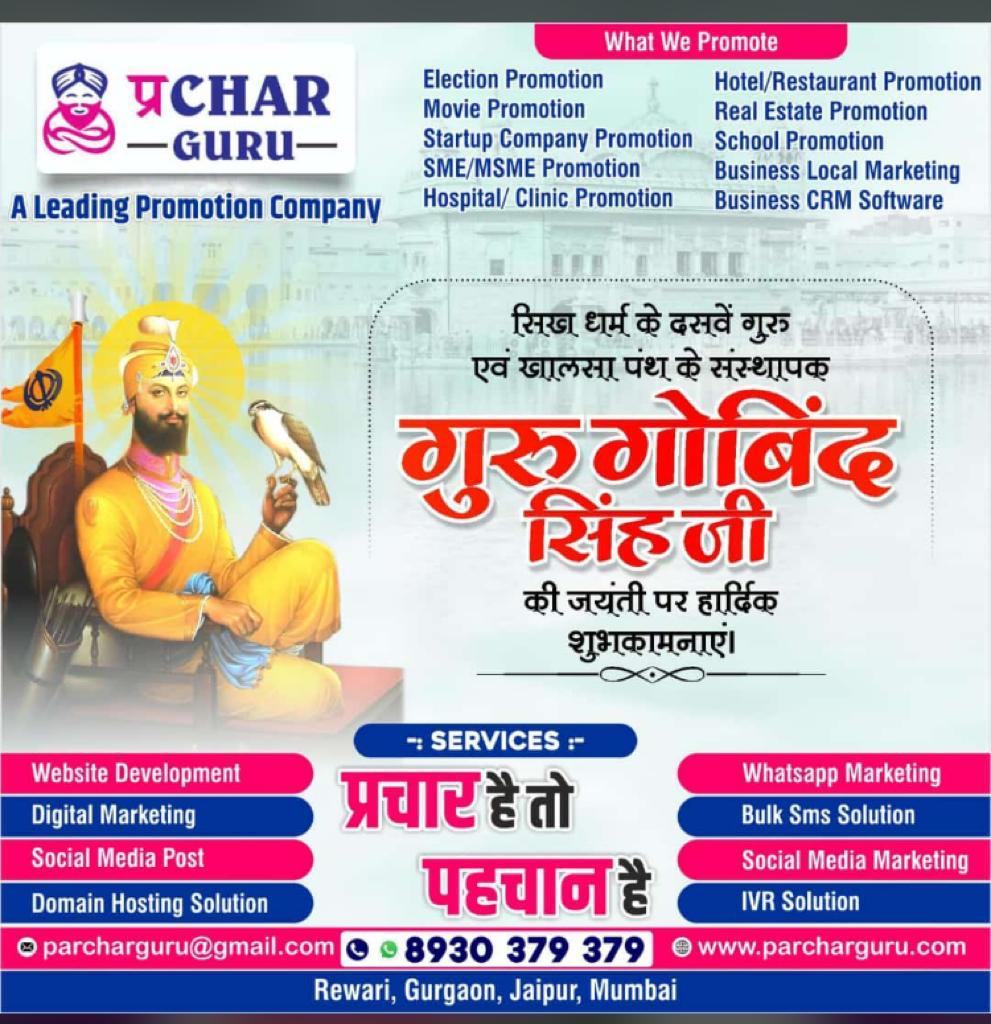 प्रCHAR
GURU
A Leading Promotion Company
What We Promote
Election Promotion
Movie Promotion
Startup Company Promotion
SME/MSME Promotion
Hospital/ Clinic Promotion
Hotel/Restaurant Promotion
Real Estate Promotion
School Promotion
Business Local Marketing
Business CRM Software
सिख धर्म के दसवें गुरु
एवं खालसा पंथ के संस्थापक
गुरु गोबिंद
सिंह जी
की जयंती पर हार्दिक
शुभकामनाएं।
-: SERVICES :-
Website Development
Digital Marketing
Social Media Post
Domain Hosting Solution
प्रचार है तो
पहचान है
Whatsapp Marketing
Bulk Sms Solution
Social Media Marketing
IVR Solution
parcharguru@gmail.com
8930 379 379
www.parcharguru.com
Rewari, Gurgaon, Jaipur, Mumbai